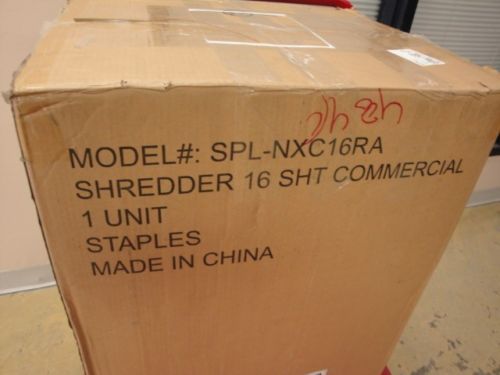 MODEL#: SPL-NXC16RA
SHREDDER 16 SHT COMMERCIAL
1 UNIT
STAPLES
MADE IN CHINA